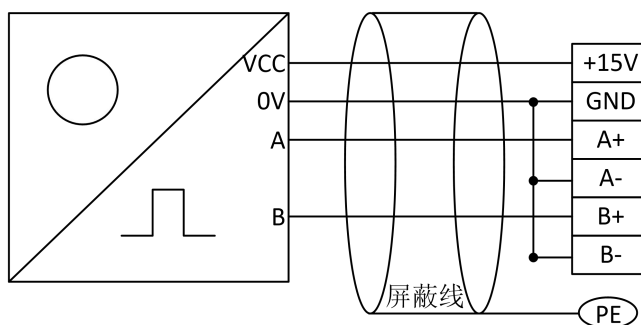 VCC
+15V
0V
GND
A
A+
A-
B
B+
B-
屏蔽线
PE